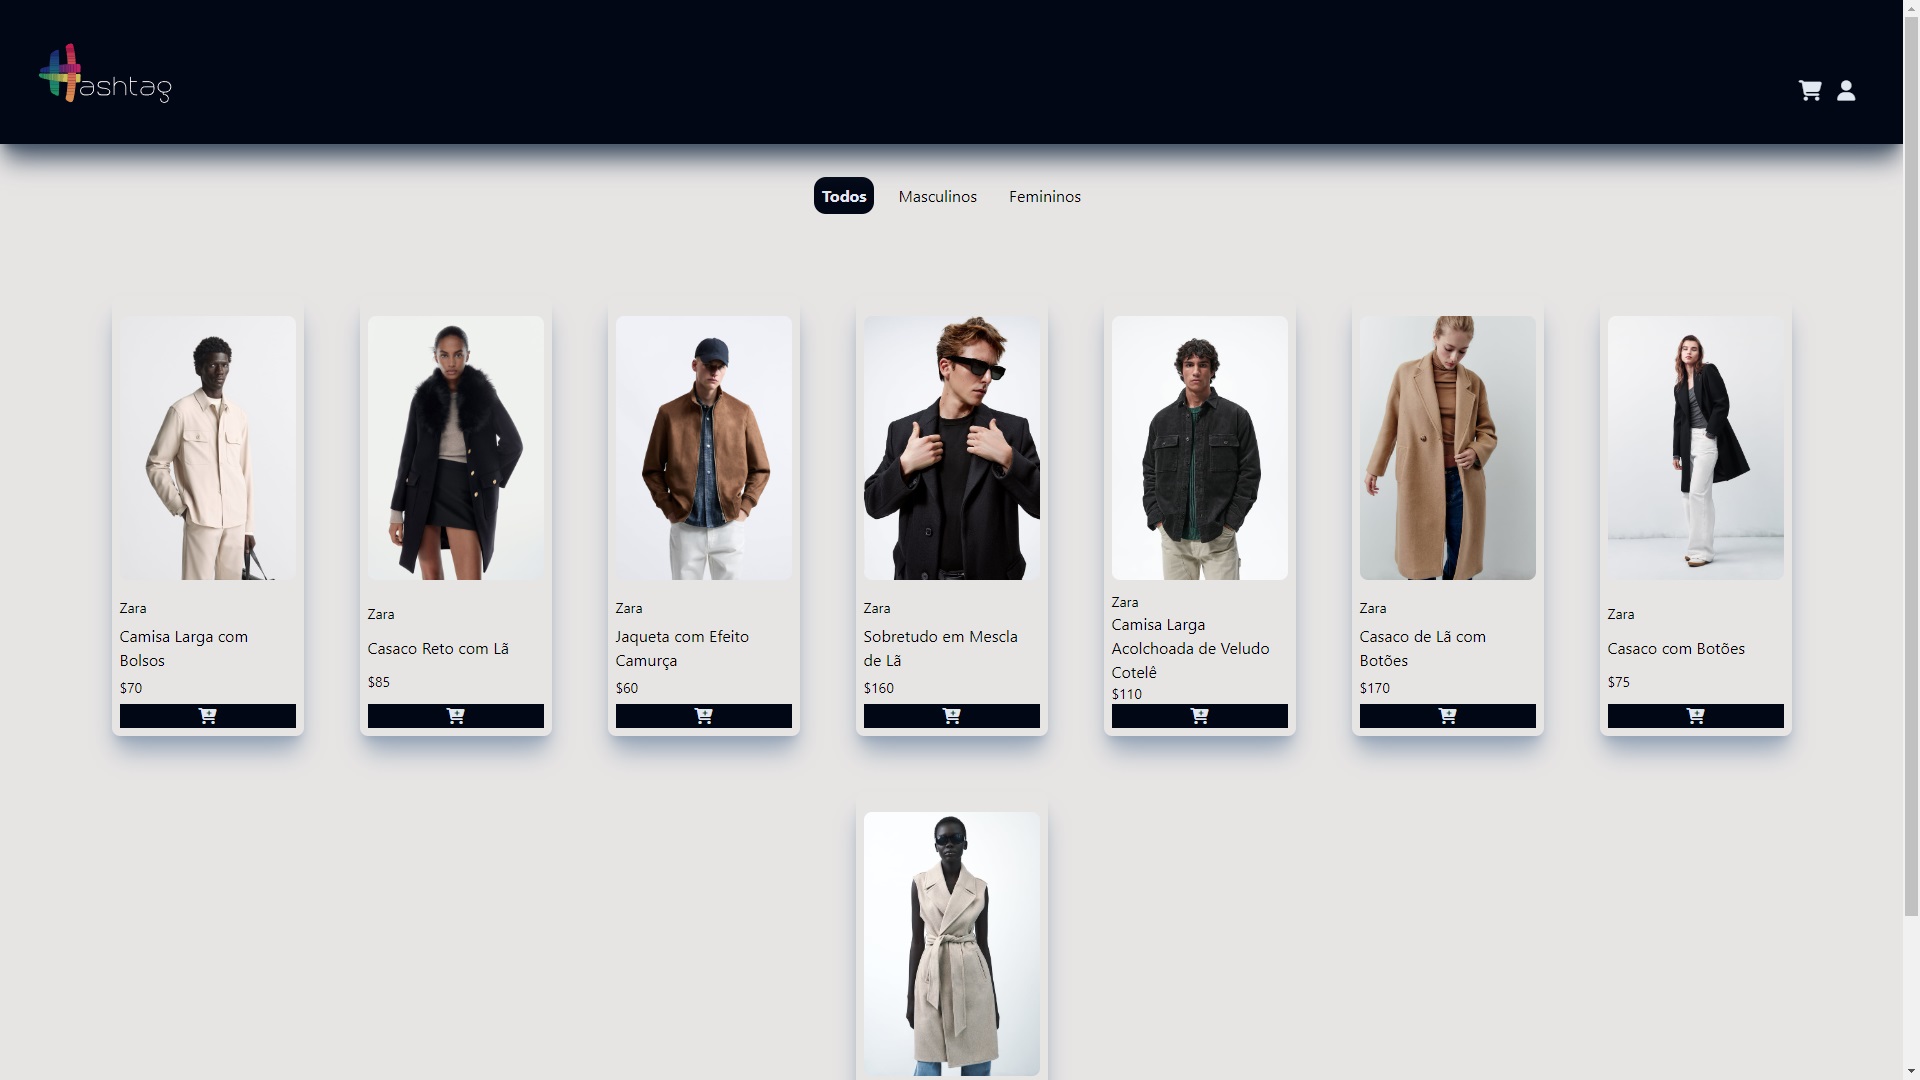 Hashtag
Todos
Masculinos
Femininos
Zara
Camisa Larga com
Bolsos
$70
Zara
Casaco Reto com Lã
$85
Zara
Jaqueta com Efeito
Camurça
$60
Zara
Sobretudo em Mescla
de Lã
$160
Zara
Camisa Larga
Acolchoada de Veludo
Cotelê
$110
Zara
Casaco de Lã com
Botões
$170
Zara
Casaco com Botões
$75